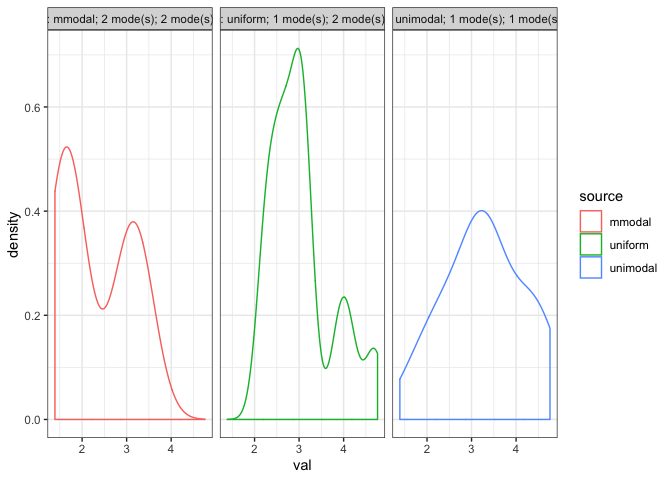 : mmodal; 2 mode(s); 2 mode(s)
: uniform; 1 mode(s); 2 mode(s)
unimodal; 1 mode(s); 1 mode(s
0.6
0.4
0.2
0.0
density
2 3 4
2 3 4
2 3 4
val
source
mmodal
uniform
unimodal